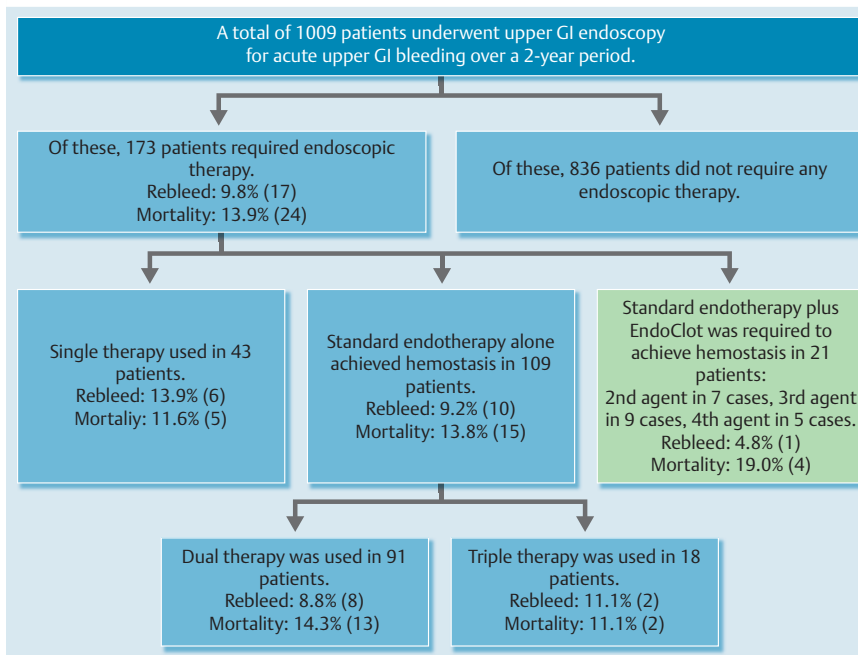 A total of 1009 patients underwent upper GI endoscopy
for acute upper GI bleeding over a 2-year period.
Of these, 173 patients required endoscopic
therapy.
Rebleed: 9.8% (17)
Mortality: 13.9% (24)
Of these, 836 patients did not require any
endoscopic therapy.
Single therapy used in 43
patients.
Rebleed: 13.9% (6)
Mortaliy: 11.6% (5)
Standard endotherapy alone
achieved hemostasis in 109
patients.
Rebleed: 9.2% (10)
Mortality: 13.8% (15)
Standard endotherapy plus
EndoClot was required to
achieve hemostasis in 21
patients:
2nd agent in 7 cases, 3rd agent
in 9 cases, 4th agent in 5 cases.
Rebleed: 4.8% (1)
Mortality: 19.0% (4)
Dual therapy was used in 91
patients.
Rebleed: 8.8% (8)
Mortality: 14.3% (13)
Triple therapy was used in 18
patients.
Rebleed: 11.1% (2)
Mortality: 11.1% (2)